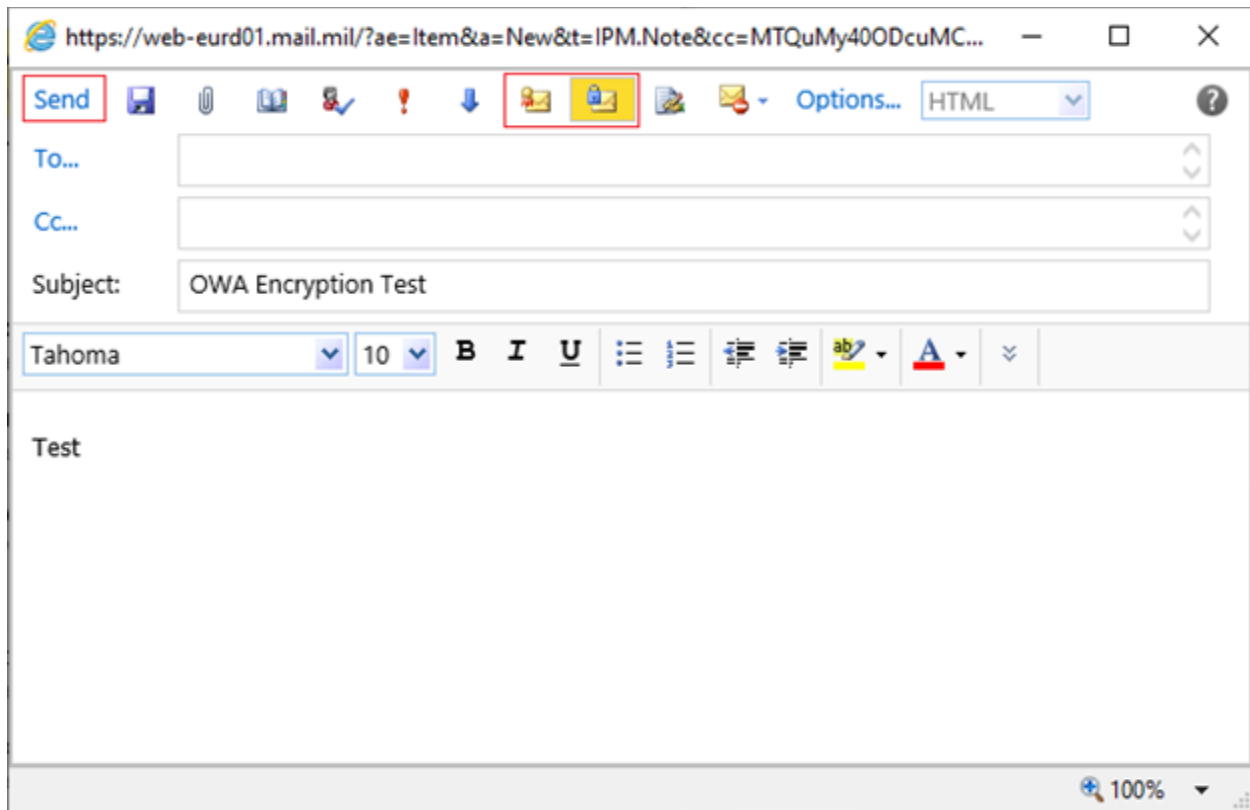 https://web-eurd01.mail.mil/?ae=Item&a=New&t=IPM.Note&cc=MTQuMy40ODcuMC...
Send Options... HTML
To...
Cc...
Subject: OWA Encryption Test
Tahoma 10 B I U ab A
Test
100%